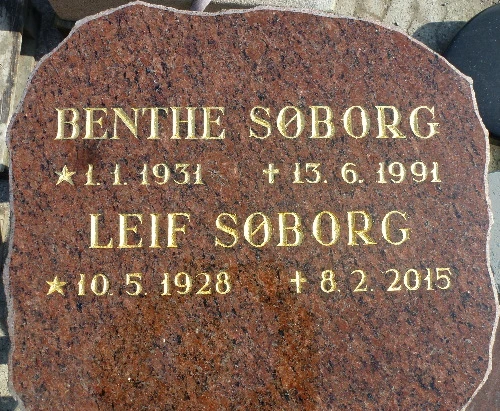 BENTHE SØBORG
★ 1. 1. 1931 ✝ 13. 6. 1991
LEIF SØBORG
★ 10. 5. 1928 ✝ 8. 2. 2015